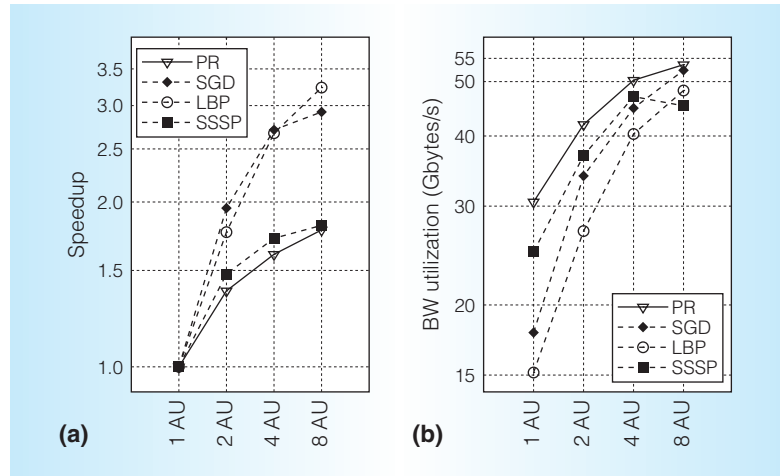 PR
SGD
LBP
SSSP
Speedup
3.5
3.0
2.5
2.0
1.5
1.0
1 AU
2 AU
4 AU
8 AU
(a)
BW utilization (Gbytes/s)
55
50
40
30
20
15
PR
SGD
LBP
SSSP
1 AU
2 AU
4 AU
8 AU
(b)